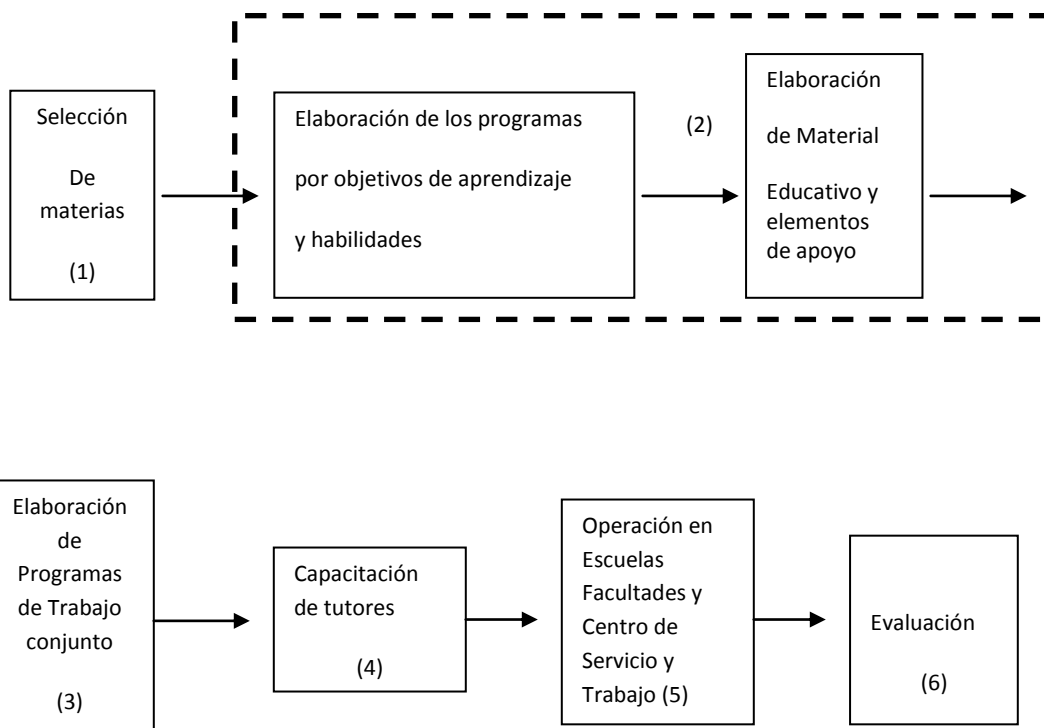 Selección
De
materias
(1)
Elaboración de los programas
por objetivos de aprendizaje
y habilidades
(2)
Elaboración
de Material
Educativo y
elementos
de apoyo
Elaboración
de
Programas
de Trabajo
conjunto
(3)
Capacitación
de tutores
(4)
Operación en
Escuelas
Facultades y
Centro de
Servicio y
Trabajo (5)
Evaluación
(6)